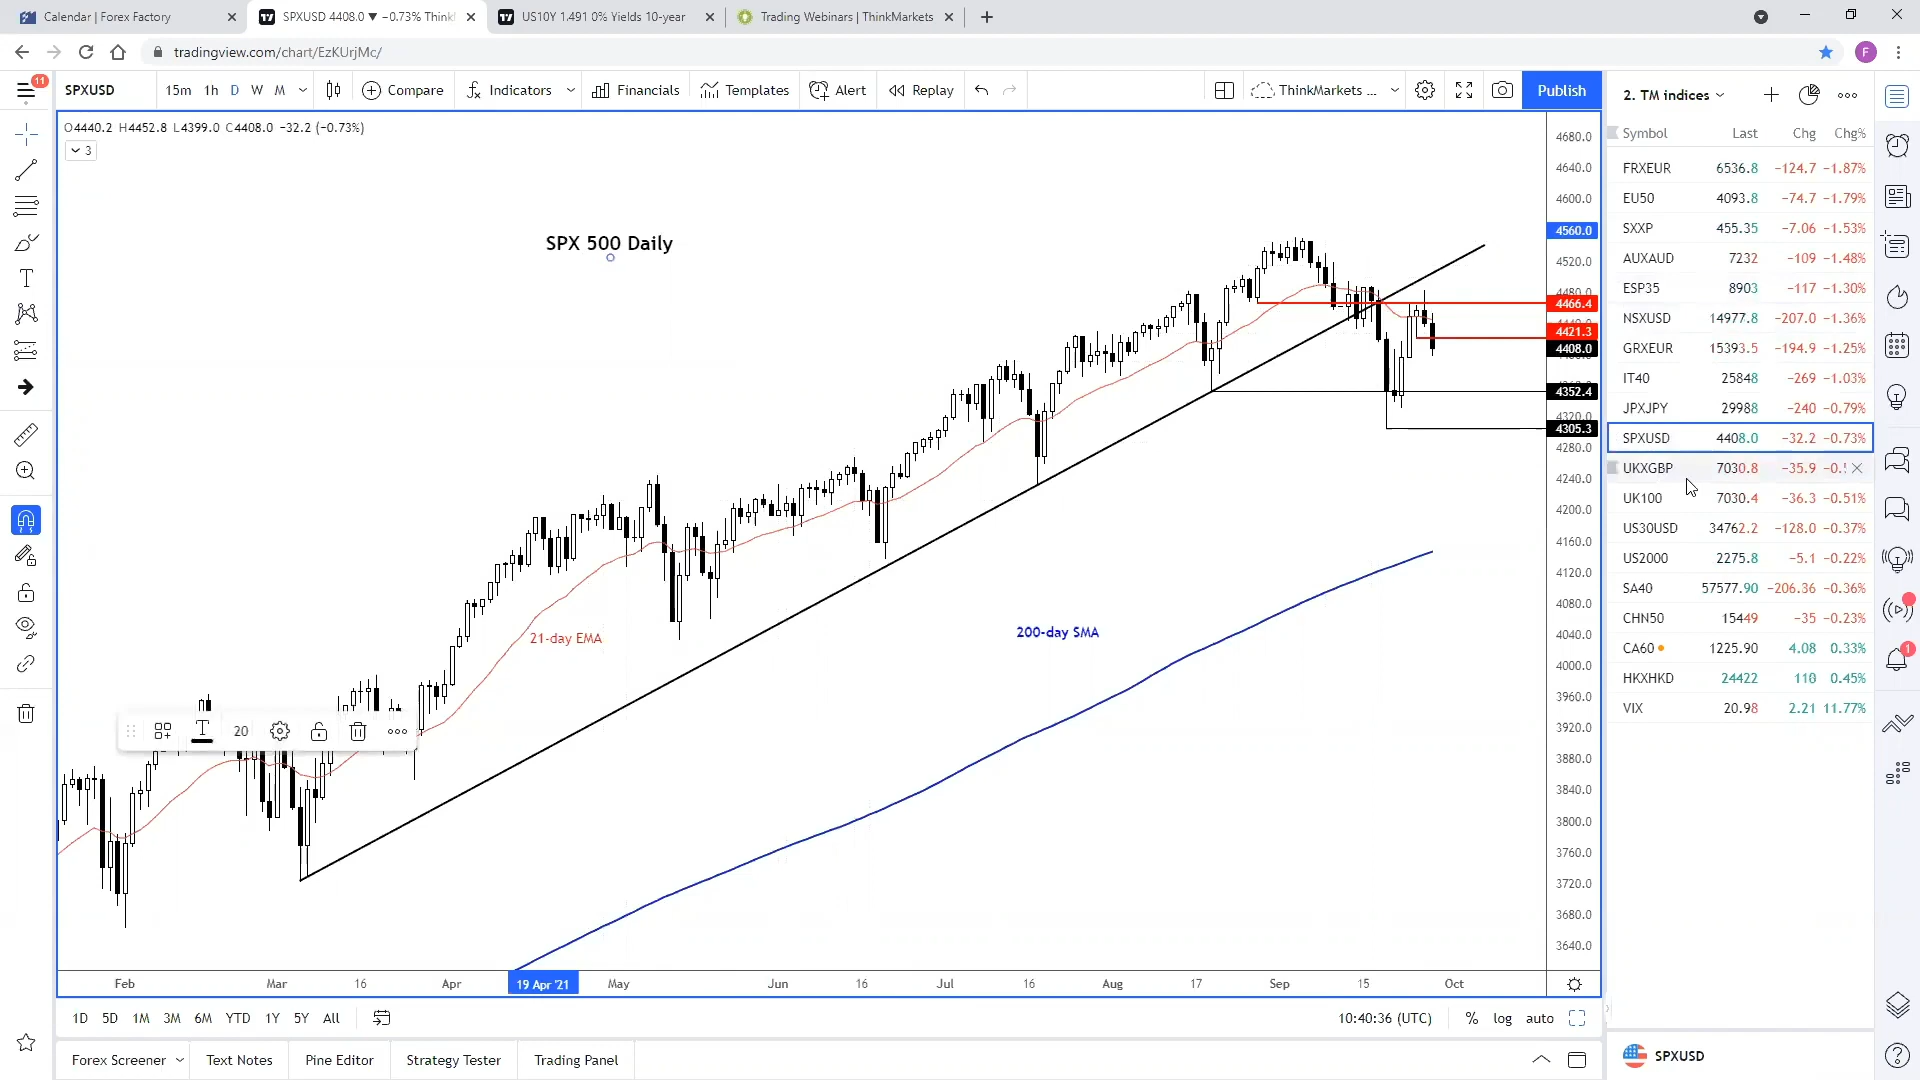 Calendar | Forex Factory
SPXUSD 4408.0 ▼ −0.73% Think
US10Y 1.491 0% Yields 10-year
Trading Webinars | ThinkMarkets
tradingview.com/chart/EzKUrjMc/
F
11
SPXUSD 15m 1h D W M Compare Indicators Financials Templates Alert Replay ThinkMarkets ... Publish
O4440.2 H4452.8 L4399.0 C4408.0 −32.2 (−0.73%)
3
SPX 500 Daily
21-day EMA
200-day SMA
20
4680.0
4640.0
4600.0
4560.0
4520.0
4480.0
4466.4
4421.3
4408.0
4352.4
4320.0
4305.3
4280.0
4240.0
4200.0
4160.0
4120.0
4080.0
4040.0
4000.0
3960.0
3920.0
3880.0
3840.0
3800.0
3760.0
3720.0
3680.0
3640.0
Feb Mar 16 Apr 19 Apr '21 May Jun 16 Jul 16 Aug 17 Sep 15 Oct
1D 5D 1M 3M 6M YTD 1Y 5Y All
10:40:36 (UTC) % log auto
Forex Screener Text Notes Pine Editor Strategy Tester Trading Panel
2. TM indices
Symbol Last Chg Chg%
FRXEUR 6536.8 −124.7 −1.87%
EU50 4093.8 −74.7 −1.79%
SXXP 455.35 −7.06 −1.53%
AUXAUD 7232 −109 −1.48%
ESP35 8903 −117 −1.30%
NSXUSD 14977.8 −207.0 −1.36%
GRXEUR 15393.5 −194.9 −1.25%
IT40 25848 −269 −1.03%
JPXJPY 29988 −240 −0.79%
SPXUSD 4408.0 −32.2 −0.73%
UKXGBP 7030.8 −35.9
UK100 7030.4 −36.3 −0.51%
US30USD 34762.2 −128.0 −0.37%
US2000 2275.8 −5.1 −0.22%
SA40 57577.90 −206.36 −0.36%
CHN50 15449 −35 −0.23%
CA60 1225.90 4.08 0.33%
HKXHKD 24422 110 0.45%
VIX 20.98 2.21 11.77%
1
SPXUSD